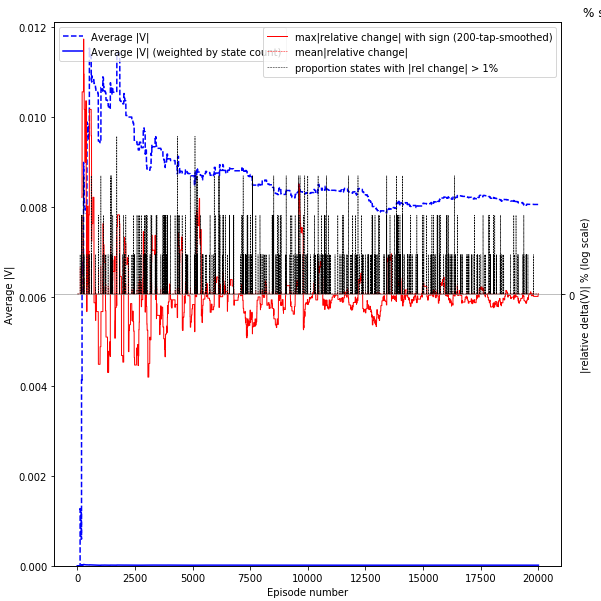 % s
0.012
0.010
0.008
0.006
0.004
0.002
0.000
Average |V|
Average |V|
Average |V| (weighted by state count)
max|relative change| with sign (200-tap-smoothed)
mean|relative change|
proportion states with |rel change| > 1%
0
|relative delta(V)| % (log scale)
0
2500
5000
7500
10000
12500
15000
17500
20000
Episode number